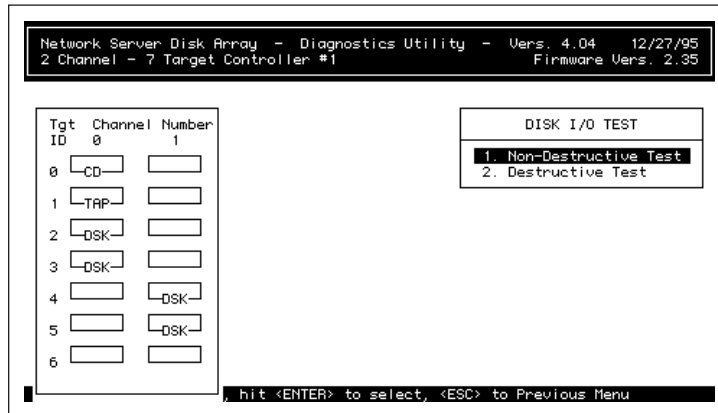 Network Server Disk Array - Diagnostics Utility - Vers. 4.04 12/27/95
2 Channel - 7 Target Controller #1 Firmware Vers. 2.35
Tgt Channel Number
ID 0 1
0 CD
1 TAP
2 DSK
3 DSK
4 DSK
5 DSK
6
DISK I/O TEST
1. Non-Destructive Test
2. Destructive Test
, hit <ENTER> to select, <ESC> to Previous Menu